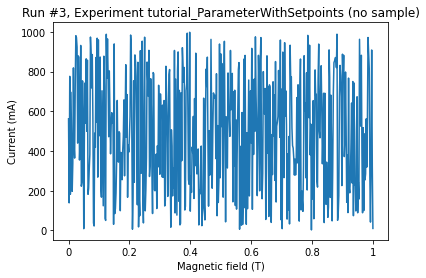 Run #3, Experiment tutorial_ParameterWithSetpoints (no sample)
1000
800
600
400
200
0
Current (mA)
0 0.2 0.4 0.6 0.8 1
Magnetic field (T)